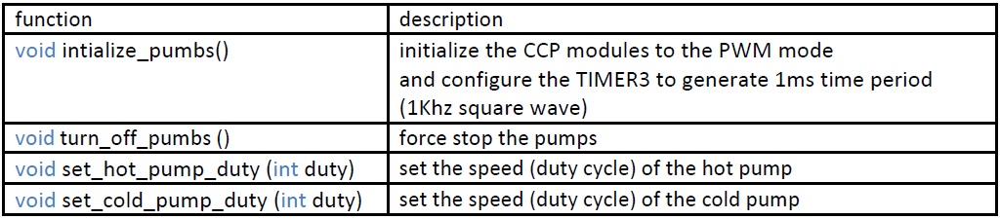 function description
void intialize_pumbs() initialize the CCP modules to the PWM mode
and configure the TIMER3 to generate 1ms time period
(1Khz square wave)
void turn_off_pumbs () force stop the pumps
void set_hot_pump_duty (int duty) set the speed (duty cycle) of the hot pump
void set_cold_pump_duty (int duty) set the speed (duty cycle) of the cold pump